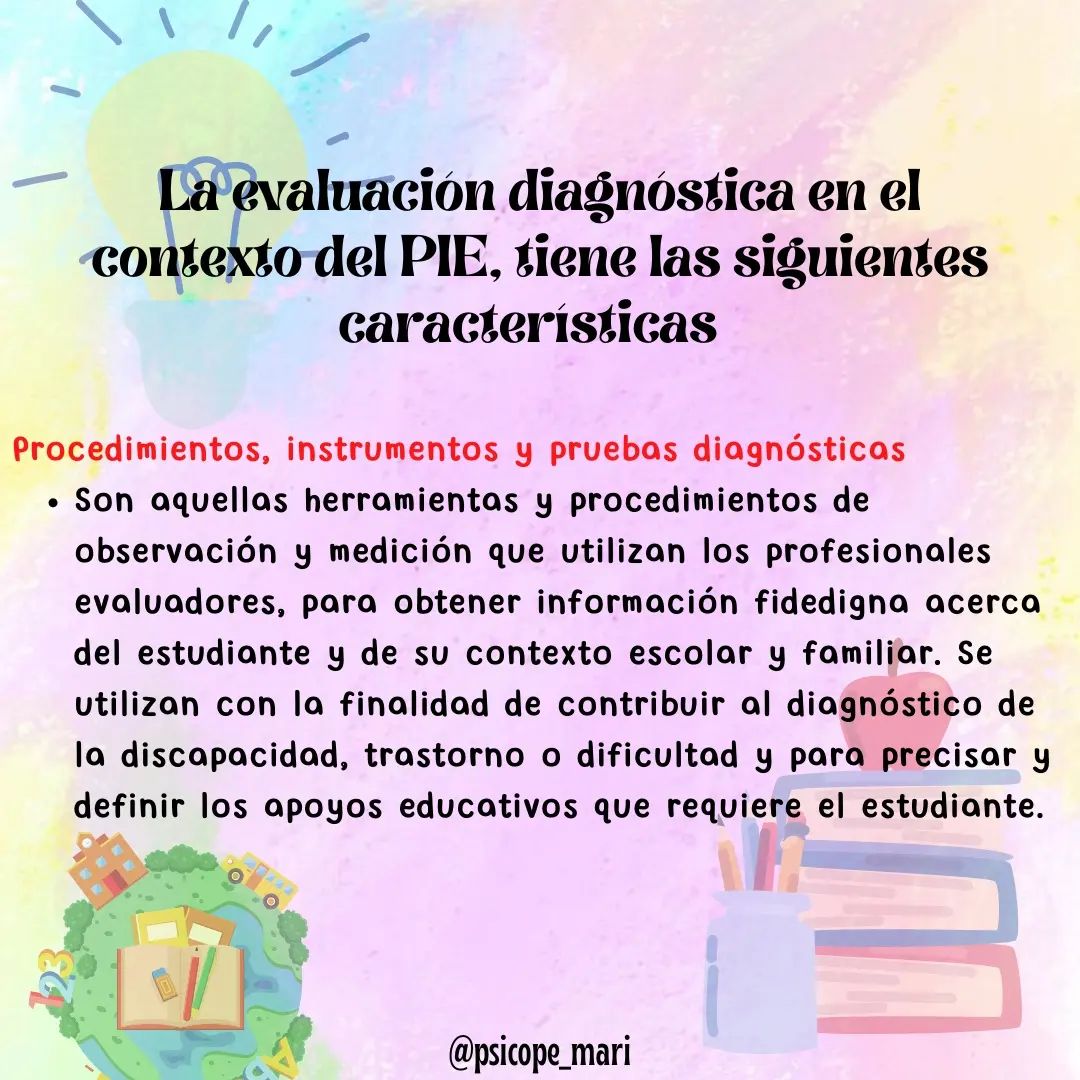 La evaluación diagnóstica en el
contexto del PIE, tiene las siguientes
características
Procedimientos, instrumentos y pruebas diagnósticas
• Son aquellas herramientas y procedimientos de
observación y medición que utilizan los profesionales
evaluadores, para obtener información fidedigna acerca
del estudiante y de su contexto escolar y familiar. Se
utilizan con la finalidad de contribuir al diagnóstico de
la discapacidad, trastorno o dificultad y para precisar y
definir los apoyos educativos que requiere el estudiante.
123
A
@psicope_mari